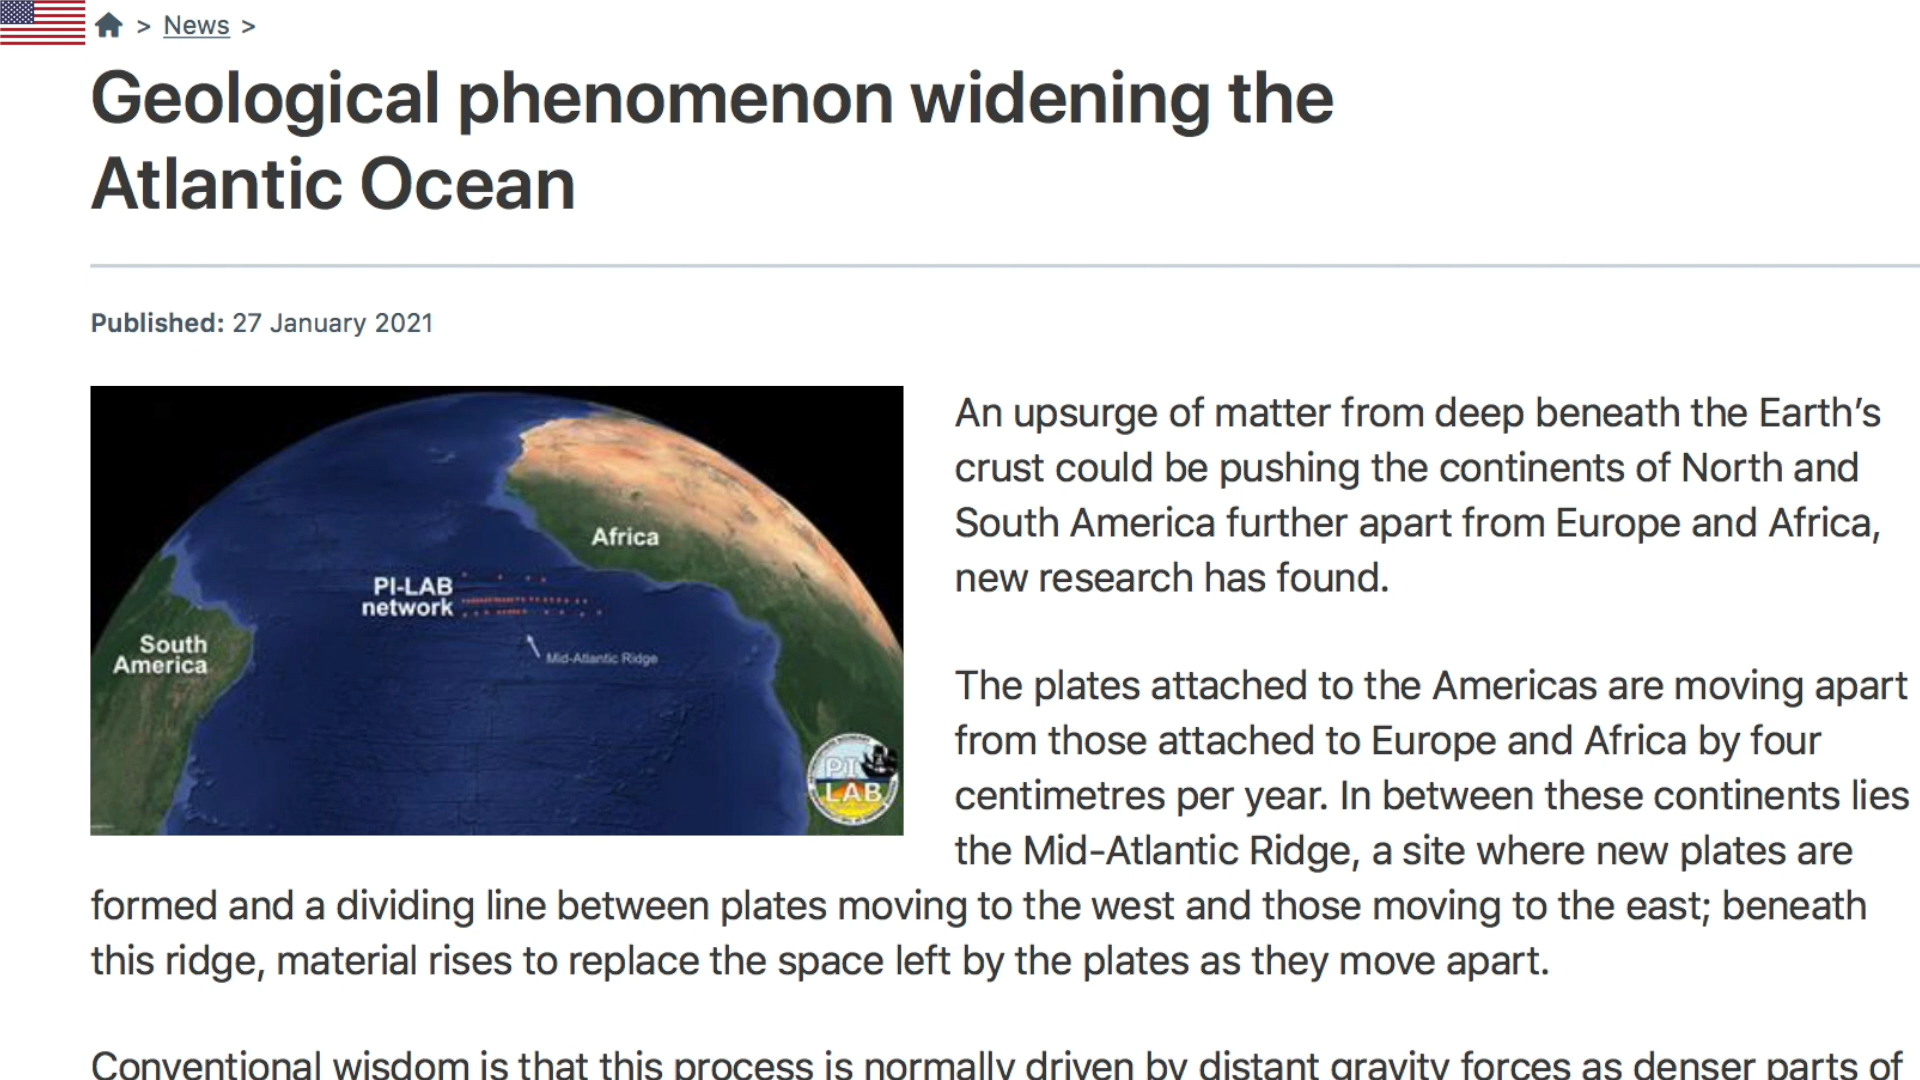 > News >
Geological phenomenon widening the
Atlantic Ocean
Published: 27 January 2021
Africa
PI-LAB
network
South
America
Mid-Atlantic Ridge
PI
LAB
An upsurge of matter from deep beneath the Earth’s
crust could be pushing the continents of North and
South America further apart from Europe and Africa,
new research has found.
The plates attached to the Americas are moving apart
from those attached to Europe and Africa by four
centimetres per year. In between these continents lies
the Mid-Atlantic Ridge, a site where new plates are
formed and a dividing line between plates moving to the west and those moving to the east; beneath
this ridge, material rises to replace the space left by the plates as they move apart.
Conventional wisdom is that this process is normally driven by distant gravity forces as denser parts of